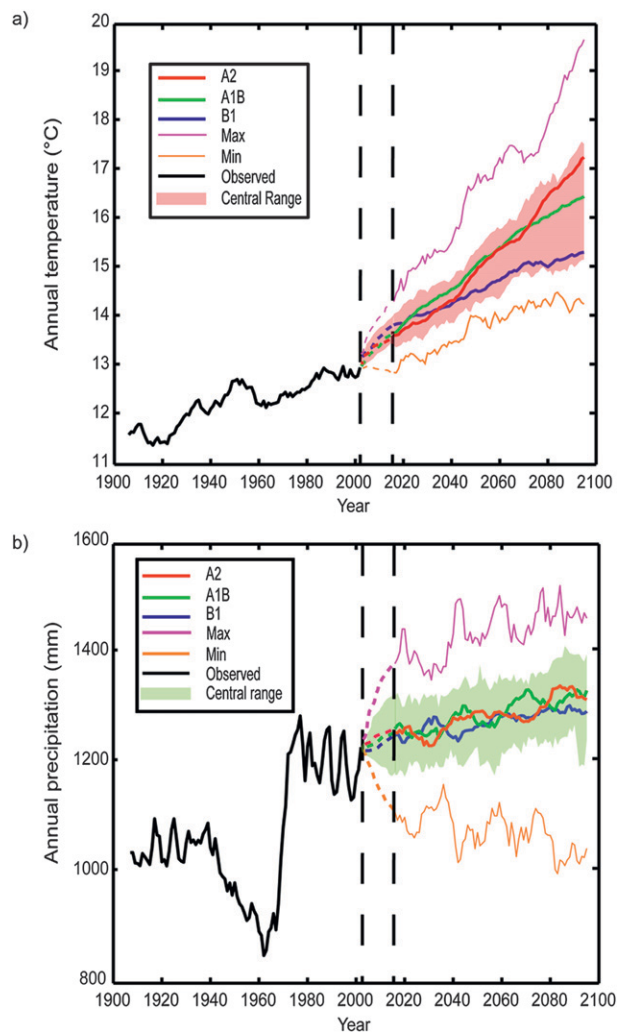 a)
20
19
18
17
16
15
14
13
12
11
Annual temperature (°C)
A2
A1B
B1
Max
Min
Observed
Central Range
1900 1920 1940 1960 1980 2000 2020 2040 2060 2080 2100
Year
b)
1600
1400
1200
1000
800
Annual precipitation (mm)
A2
A1B
B1
Max
Min
Observed
Central range
1900 1920 1940 1960 1980 2000 2020 2040 2060 2080 2100
Year